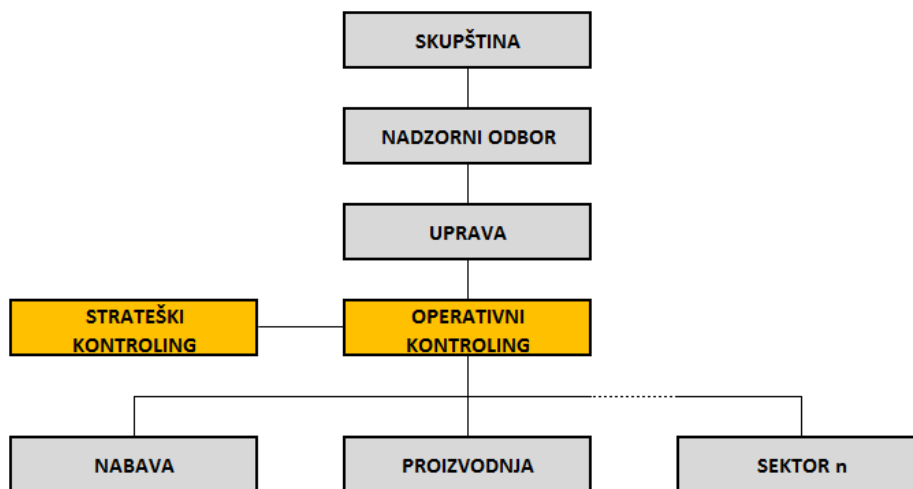 SKUPŠTINA
NADZORNI ODBOR
UPRAVA
STRATEŠKI
KONTROLING
OPERATIVNI
KONTROLING
NABAVA
PROIZVODNJA
SEKTOR n